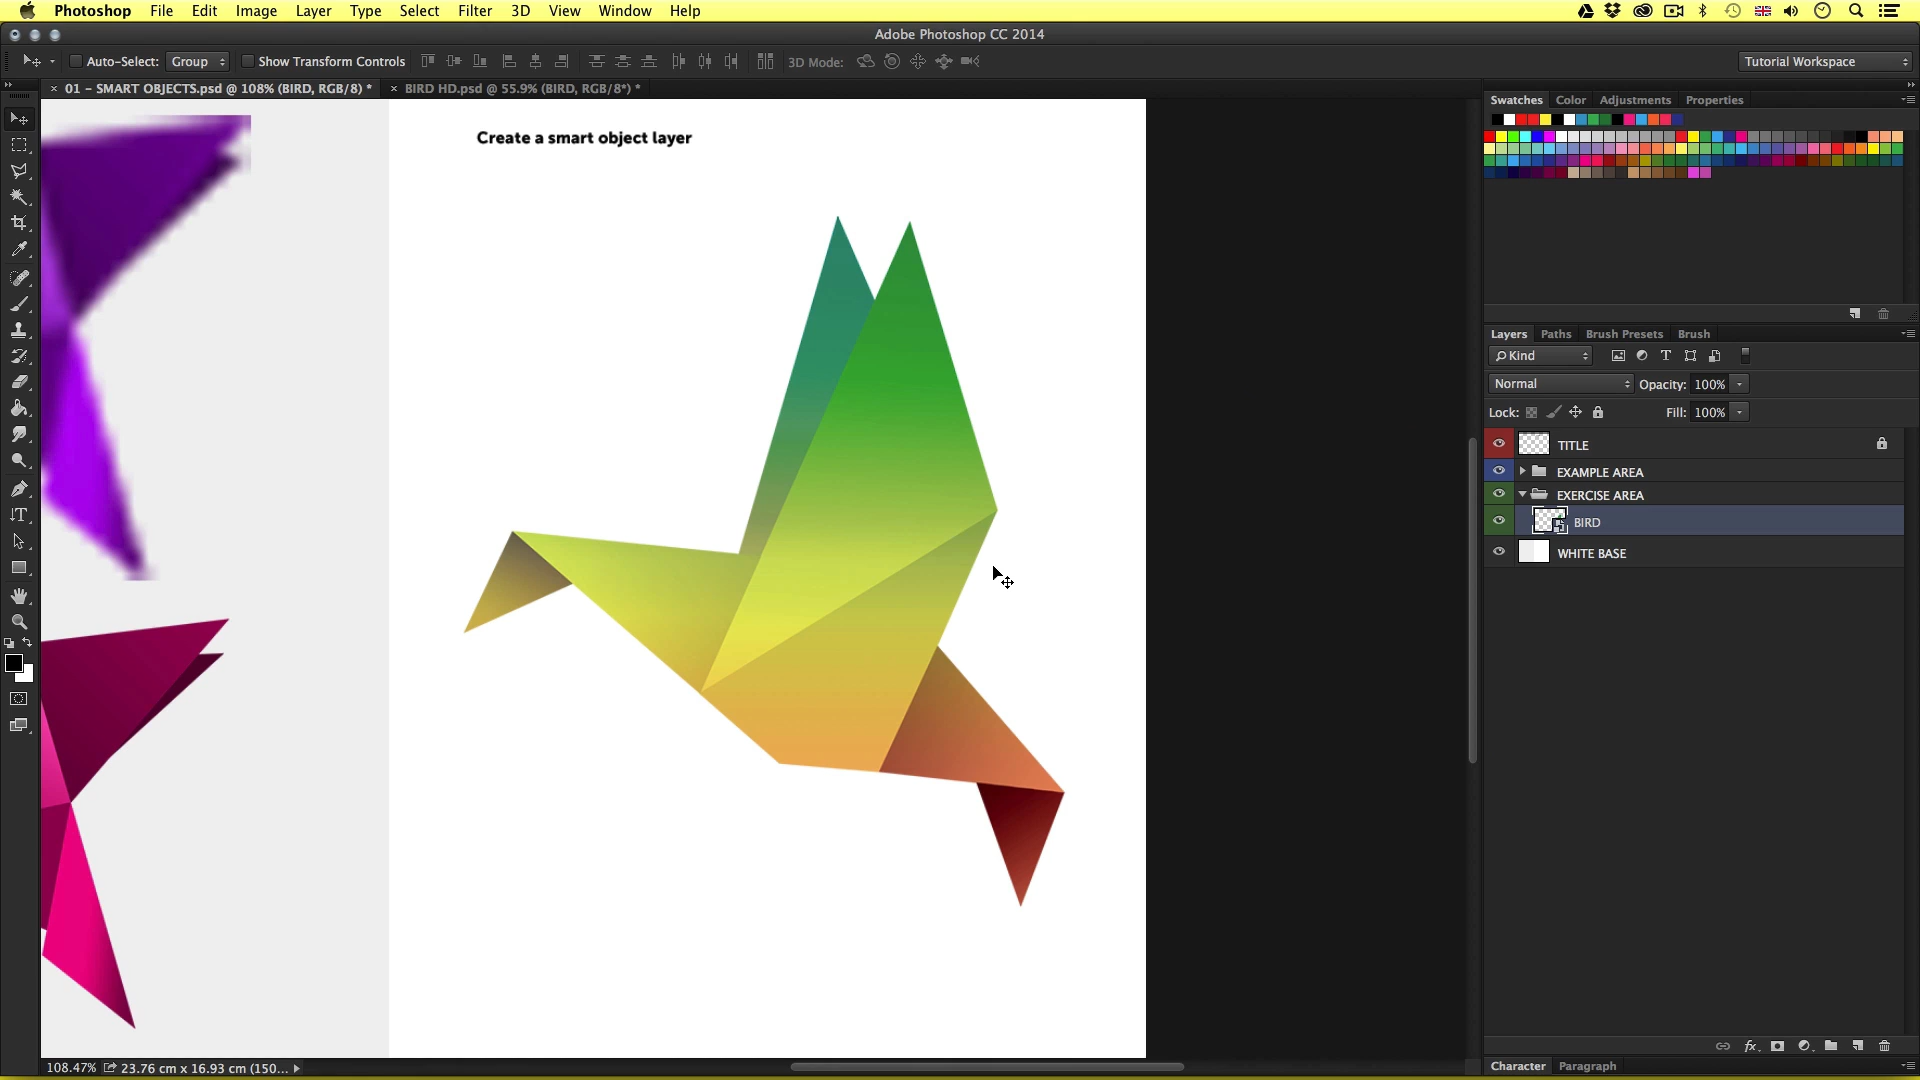 Photoshop File Edit Image Layer Type Select Filter 3D View Window Help
Adobe Photoshop CC 2014
Auto-Select: Group Show Transform Controls 3D Mode: Tutorial Workspace
× 01 - SMART OBJECTS.psd @ 108% (BIRD, RGB/8) * × BIRD HD.psd @ 55.9% (BIRD, RGB/8*) *
Swatches Color Adjustments Properties
Create a smart object layer
Layers Paths Brush Presets Brush
Kind
Normal Opacity: 100%
Lock: Fill: 100%
TITLE
EXAMPLE AREA
EXERCISE AREA
BIRD
WHITE BASE
fx
108.47% 23.76 cm x 16.93 cm (150...
Character Paragraph